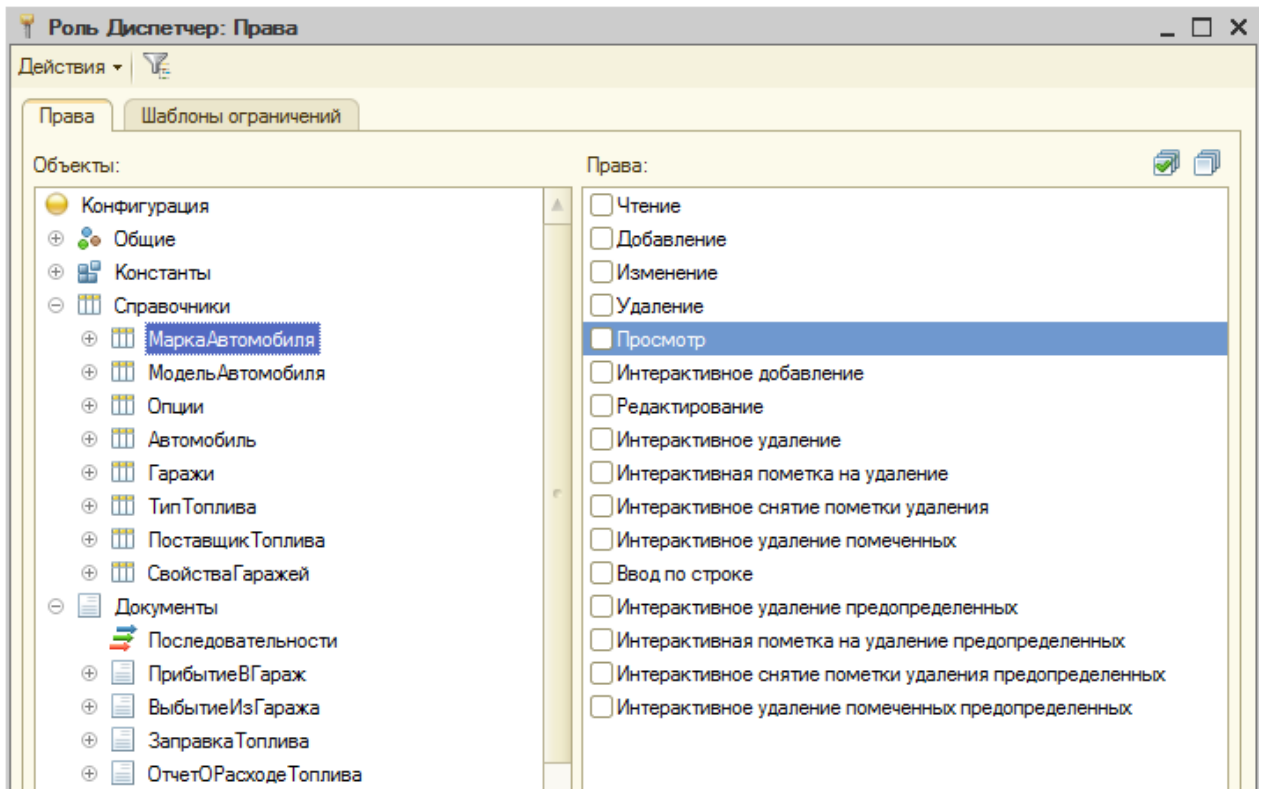 Роль Диспетчер: Права
Действия
Права
Шаблоны ограничений
Объекты:
Конфигурация
Общие
Константы
Справочники
МаркаАвтомобиля
МодельАвтомобиля
Опции
Автомобиль
Гаражи
ТипТоплива
ПоставщикТоплива
СвойстваГаражей
Документы
Последовательности
ПрибытиеВГараж
ВыбытиеИзГаража
ЗаправкаТоплива
ОтчетОРасходеТоплива
Права:
Чтение
Добавление
Изменение
Удаление
Просмотр
Интерактивное добавление
Редактирование
Интерактивное удаление
Интерактивная пометка на удаление
Интерактивное снятие пометки удаления
Интерактивное удаление помеченных
Ввод по строке
Интерактивное удаление предопределенных
Интерактивная пометка на удаление предопределенных
Интерактивное снятие пометки удаления предопределенных
Интерактивное удаление помеченных предопределенных